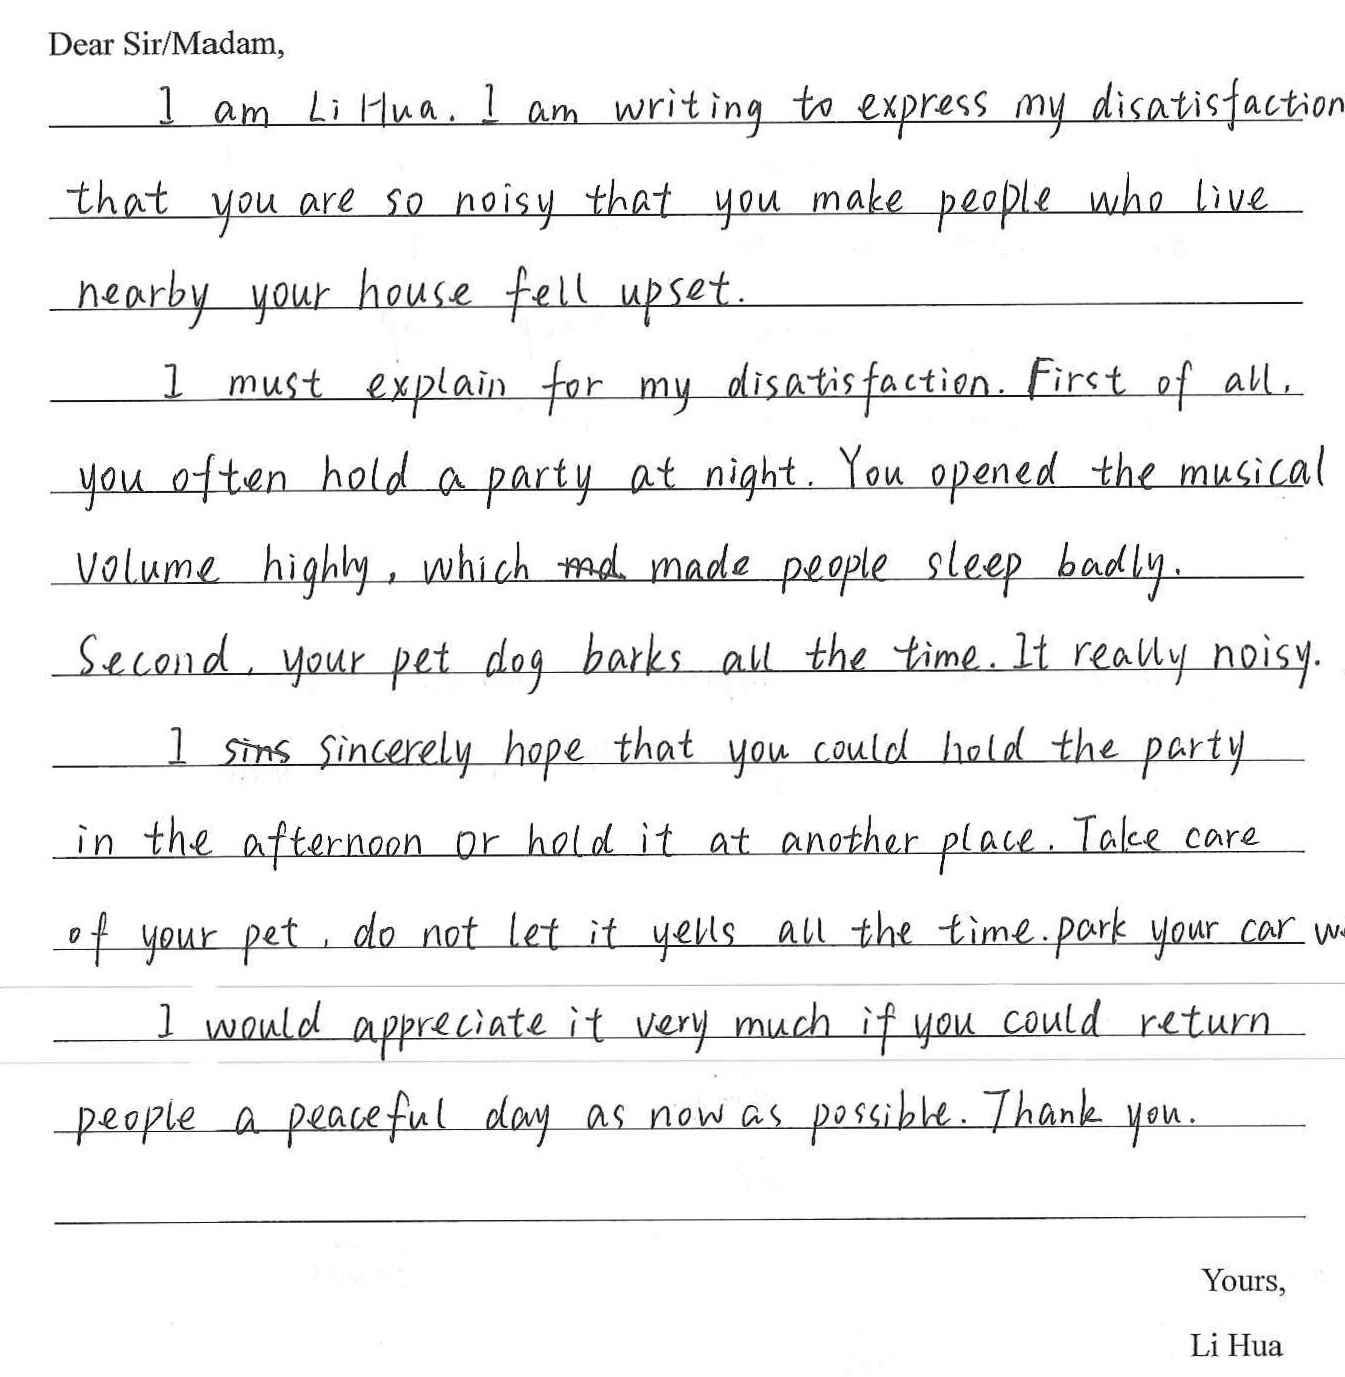 Dear Sir/Madam,
I am Li Hua. I am writing to express my disatisfaction
that you are so noisy that you make people who live
nearby your house fell upset.
I must explain for my disatisfaction. First of all,
you often hold a party at night. You opened the musical
volume highly, which made people sleep badly.
Second, your pet dog barks all the time. It really noisy.
I sincerely hope that you could hold the party
in the afternoon or hold it at another place. Take care
of your pet, do not let it yells all the time. park your car
I would appreciate it very much if you could return
people a peaceful day as now as possible. Thank you.
Yours,
Li Hua